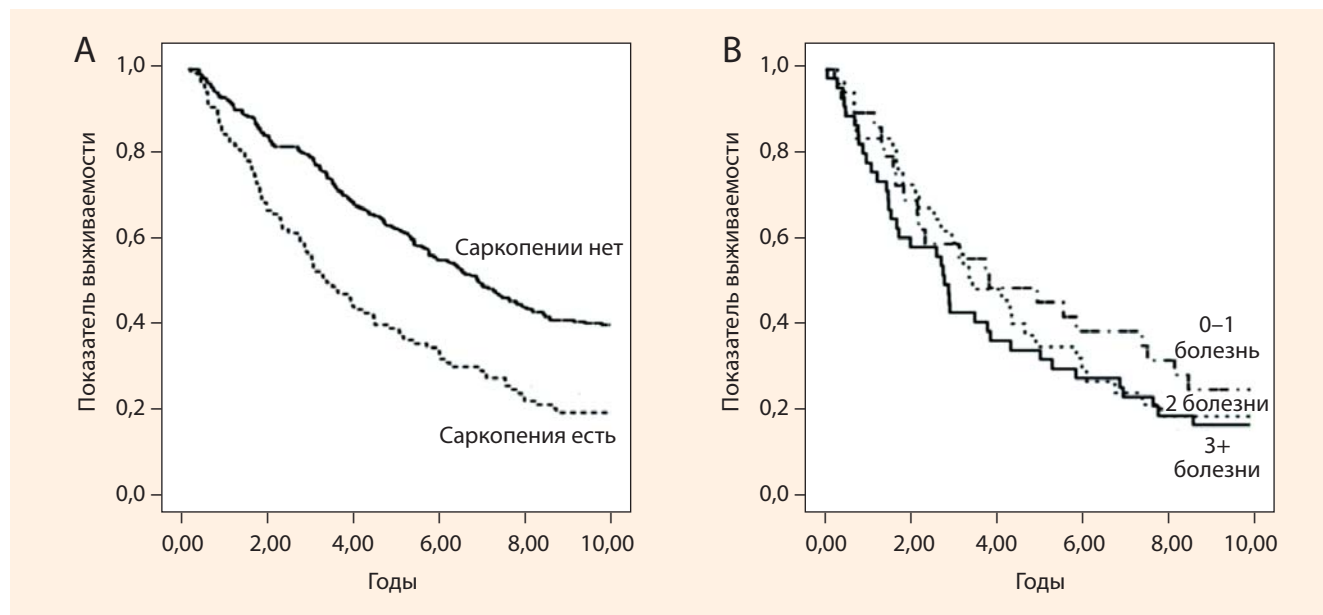 A
Показатель выживаемости
1,0
0,8
0,6
0,4
0,2
0,0
Саркопении нет
Саркопения есть
0,00 2,00 4,00 6,00 8,00 10,00
Годы
B
Показатель выживаемости
1,0
0,8
0,6
0,4
0,2
0,0
0–1
болезнь
2 болезни
3+
болезни
0,00 2,00 4,00 6,00 8,00 10,00
Годы